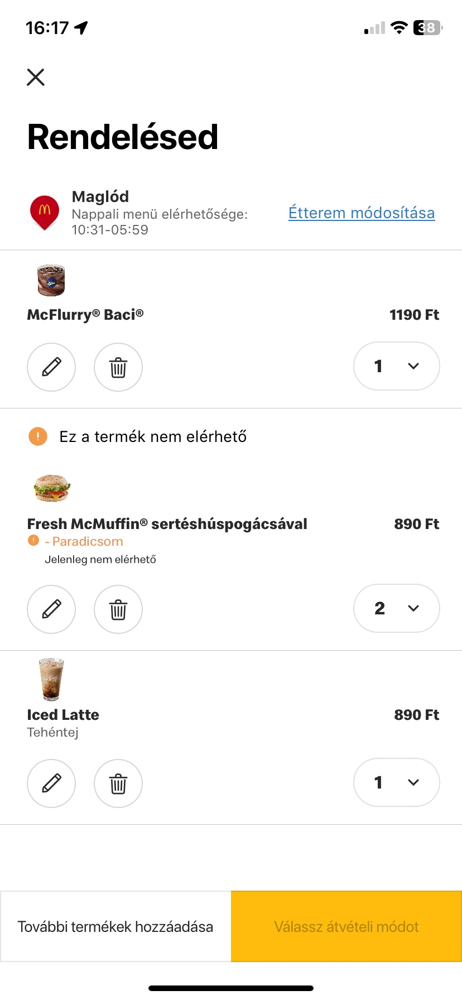 16:17
38
Rendelésed
Maglód
Nappali menü elérhetősége:
10:31-05:59
Étterem módosítása
McFlurry® Baci®
1190 Ft
1
Ez a termék nem elérhető
Fresh McMuffin® sertéshúspogácsával
890 Ft
- Paradicsom
Jelenleg nem elérhető
2
Iced Latte
890 Ft
Tehéntej
1
További termékek hozzáadása
Válassz átvételi módot